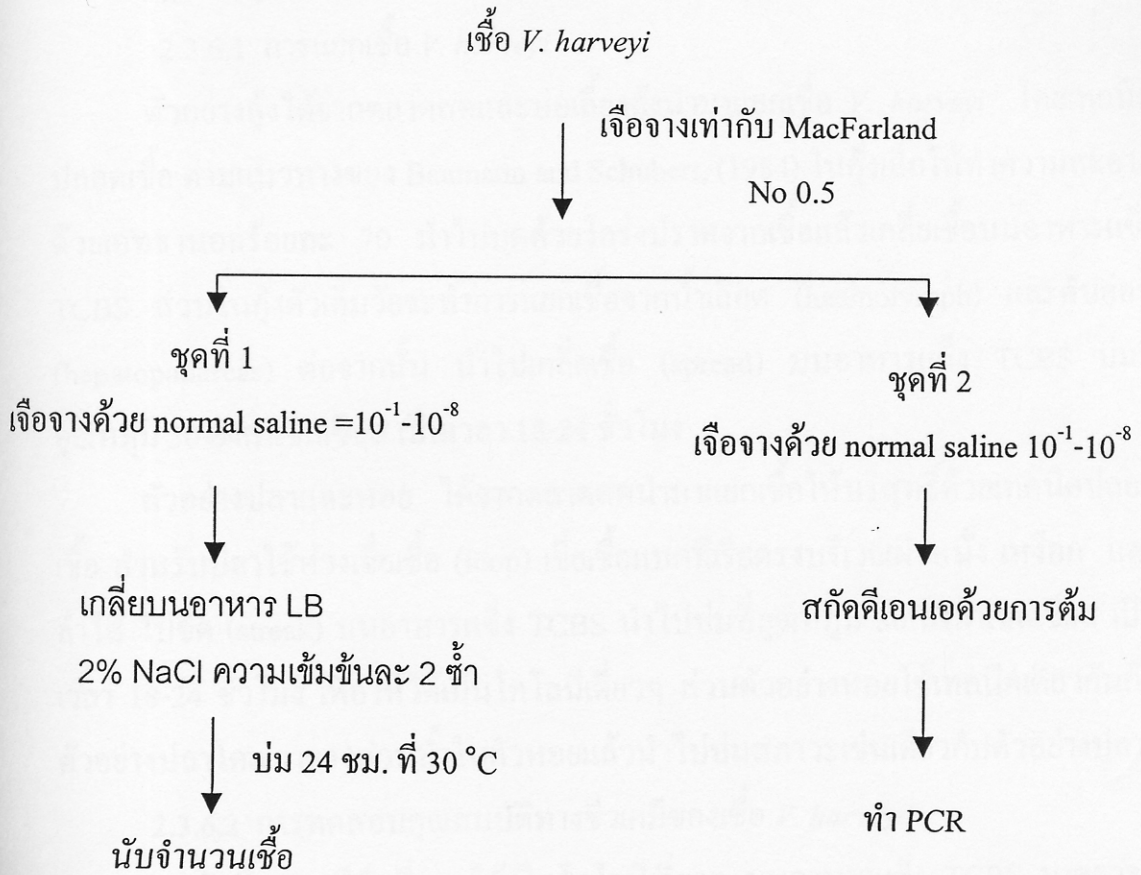 เชื้อ V. harveyi
เจือจางเท่ากับ MacFarland
No 0.5
ชุดที่ 1
เจือจางด้วย normal saline =10⁻¹-10⁻⁸
ชุดที่ 2
เจือจางด้วย normal saline 10⁻¹-10⁻⁸
เกลี่ยบนอาหาร LB
2% NaCl ความเข้มข้นละ 2 ซ้ำ
สกัดดีเอนเอด้วยการต้ม
บ่ม 24 ชม. ที่ 30 °C
นับจำนวนเชื้อ
ทำ PCR